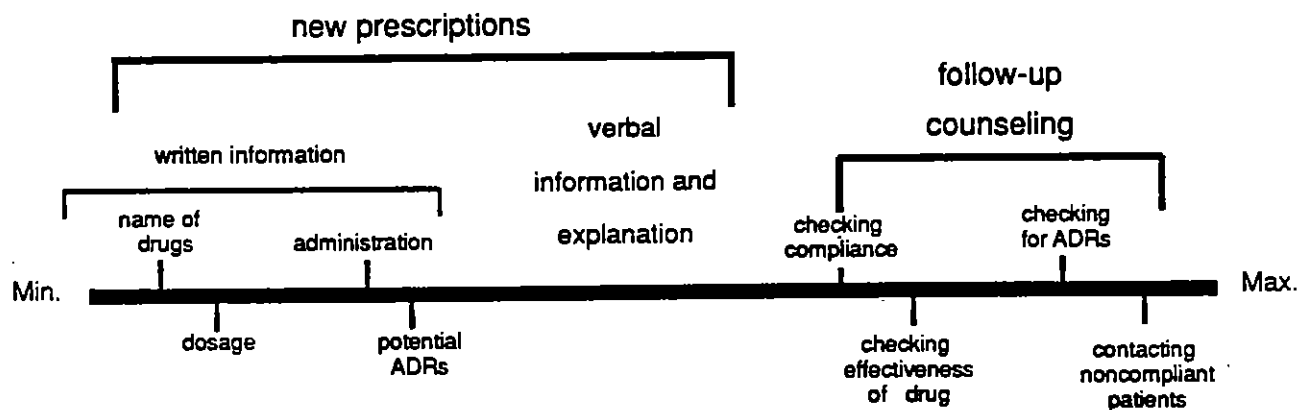 new prescriptions
follow-up
counseling
verbal
information and
explanation
written information
name of
drugs
administration
checking
compliance
checking
for ADRs
Min.
Max.
dosage
potential
ADRs
checking
effectiveness
of drug
contacting
noncompliant
patients